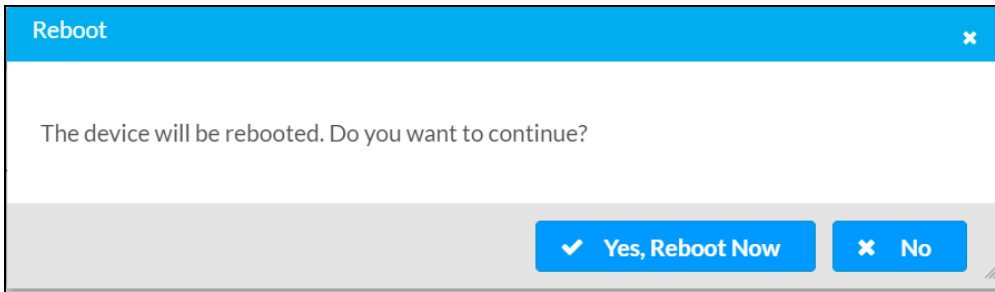 Reboot
The device will be rebooted. Do you want to continue?
Yes, Reboot Now
No